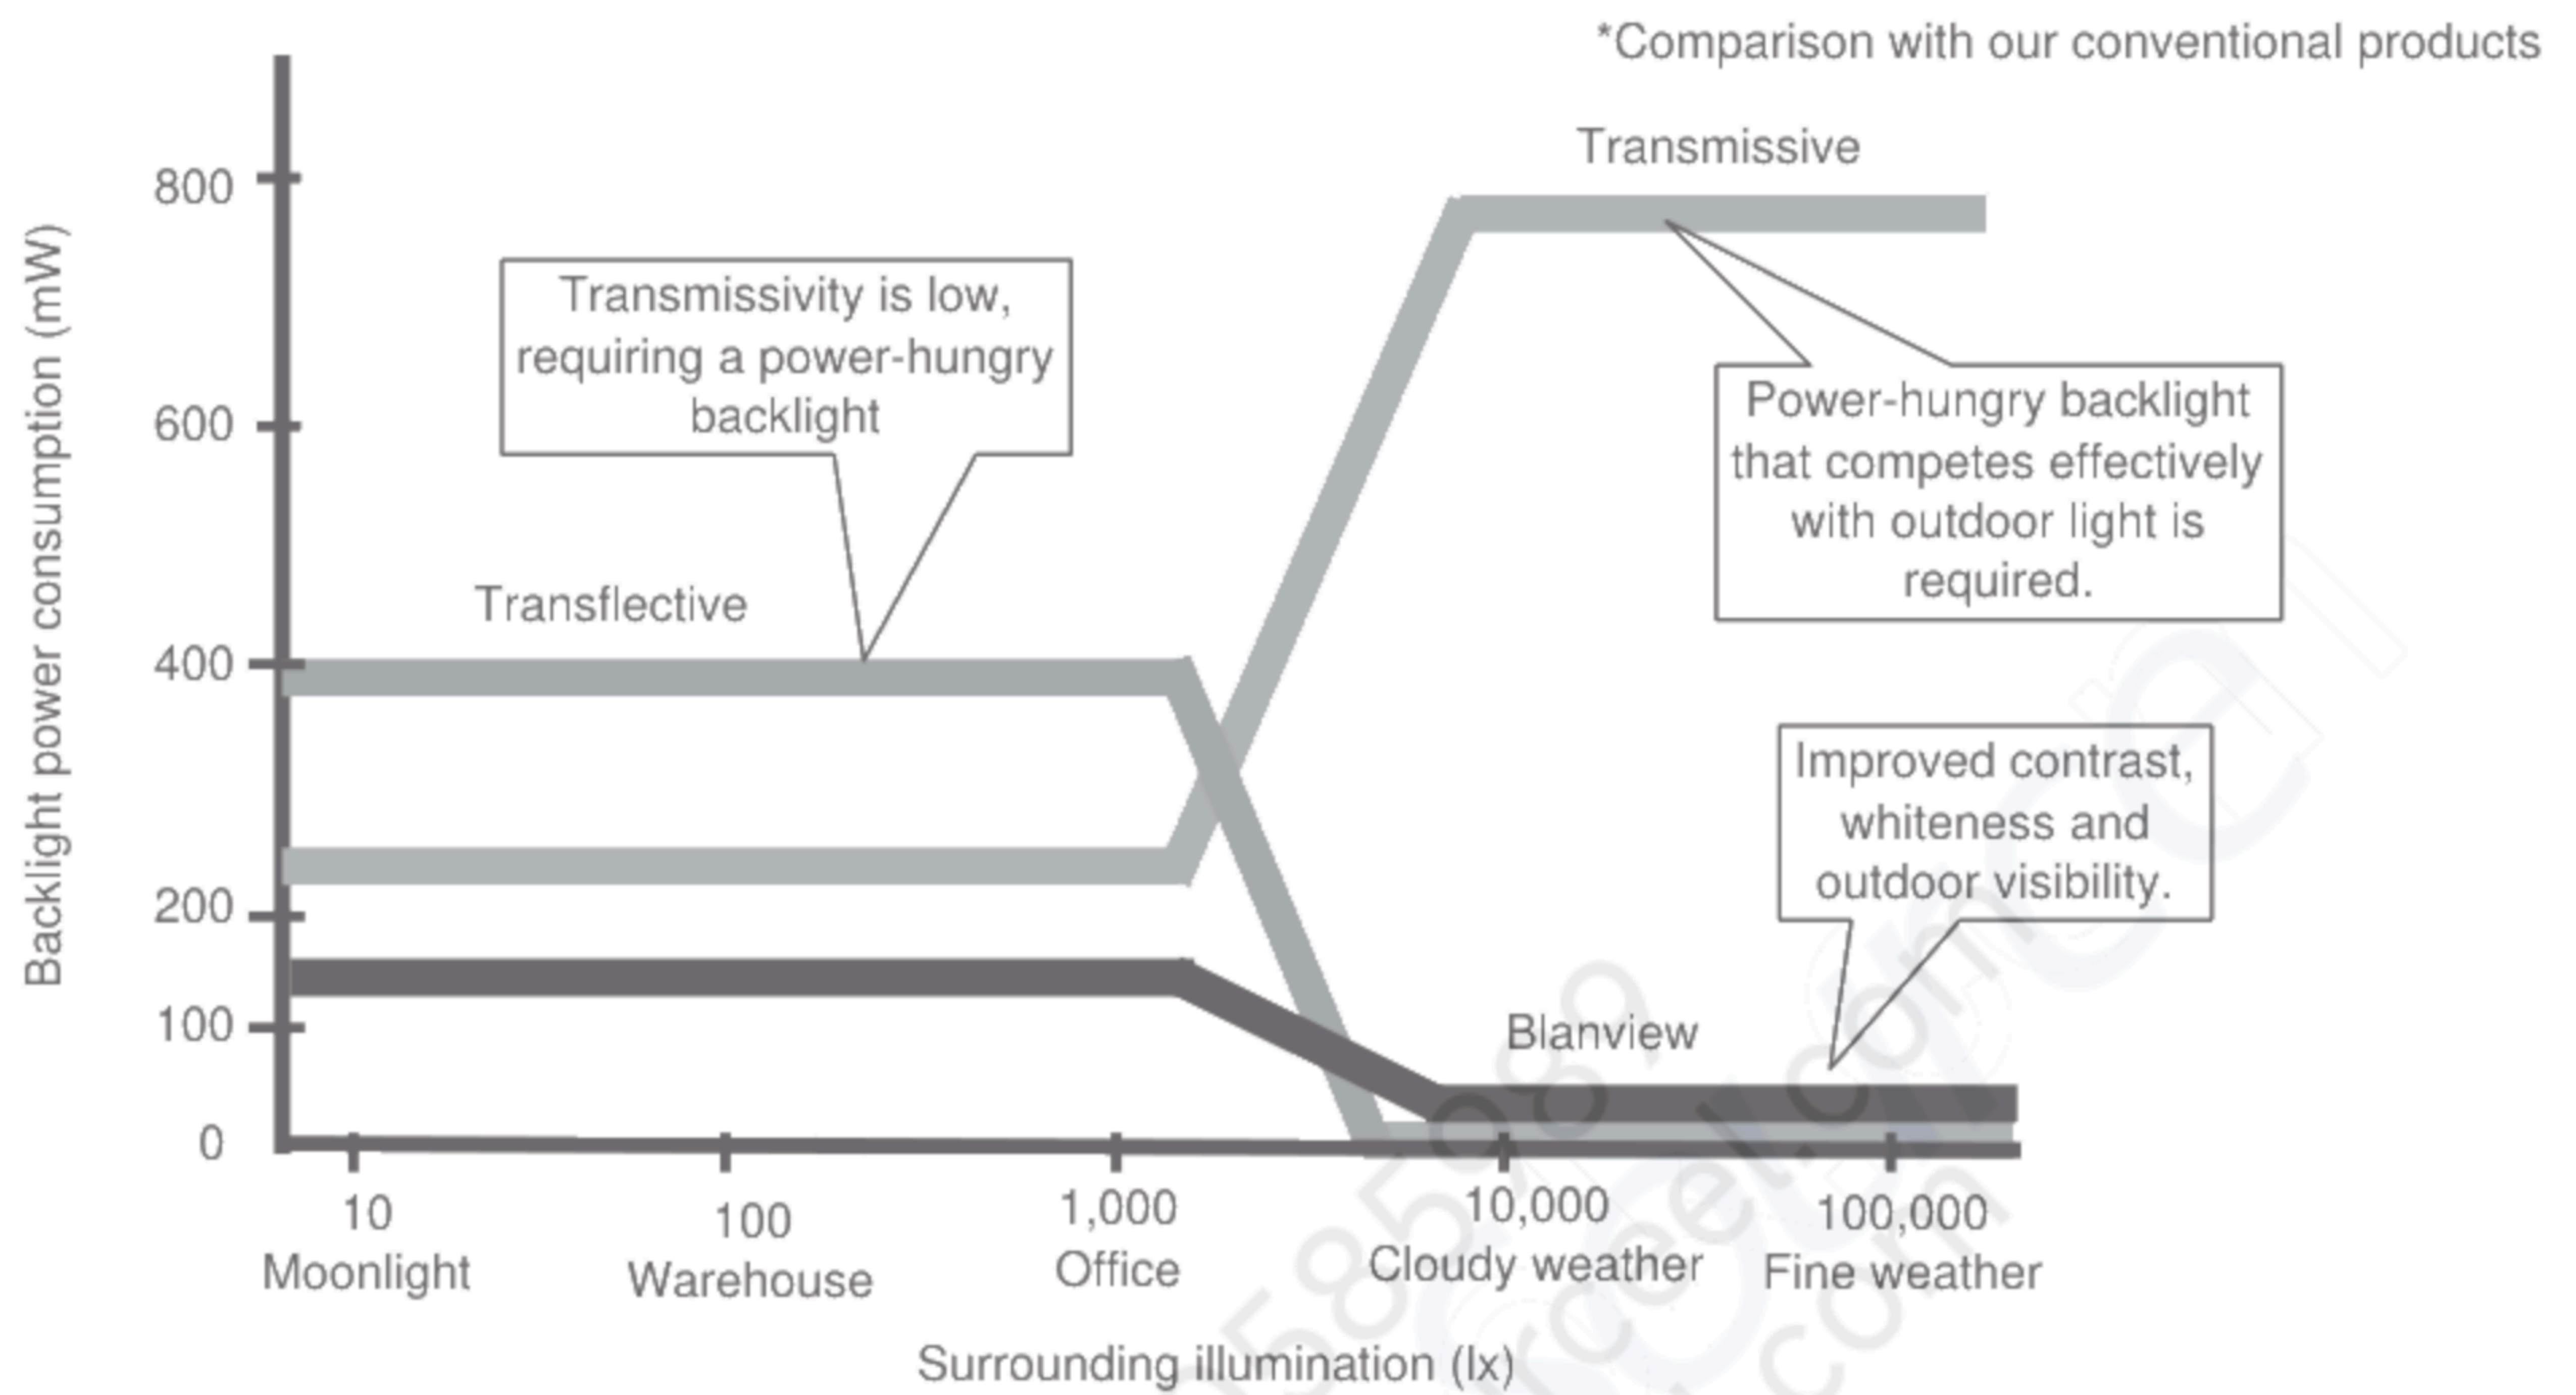 *Comparison with our conventional products
Transmissive
800
Transmissivity is low,
requiring a power-hungry
backlight
Power-hungry backlight
that competes effectively
with outdoor light is
required.
600
Transflective
400
Improved contrast,
whiteness and
outdoor visibility.
200
100
Blanview
0
Backlight power consumption (mW)
10
Moonlight
100
Warehouse
1,000
Office
10,000
Cloudy weather
100,000
Fine weather
Surrounding illumination (lx)